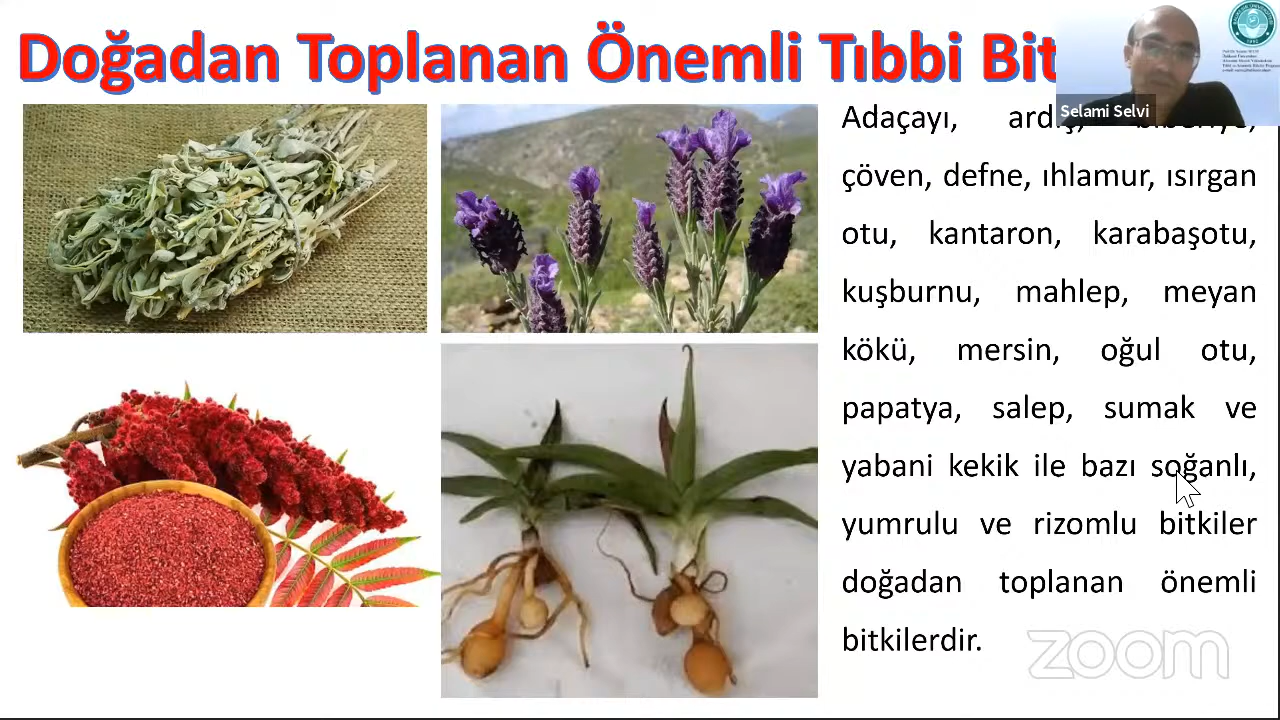 Doğadan Toplanan Önemli Tıbbi Bit
Selami Selvi
Adaçayı, ardıç, biberiye,
çöven, defne, ıhlamur, ısırgan
otu, kantaron, karabaşotu,
kuşburnu, mahlep, meyan
kökü, mersin, oğul otu,
papatya, salep, sumak ve
yabani kekik ile bazı soğanlı,
yumrulu ve rizomlu bitkiler
doğadan toplanan önemli
bitkilerdir.
zoom